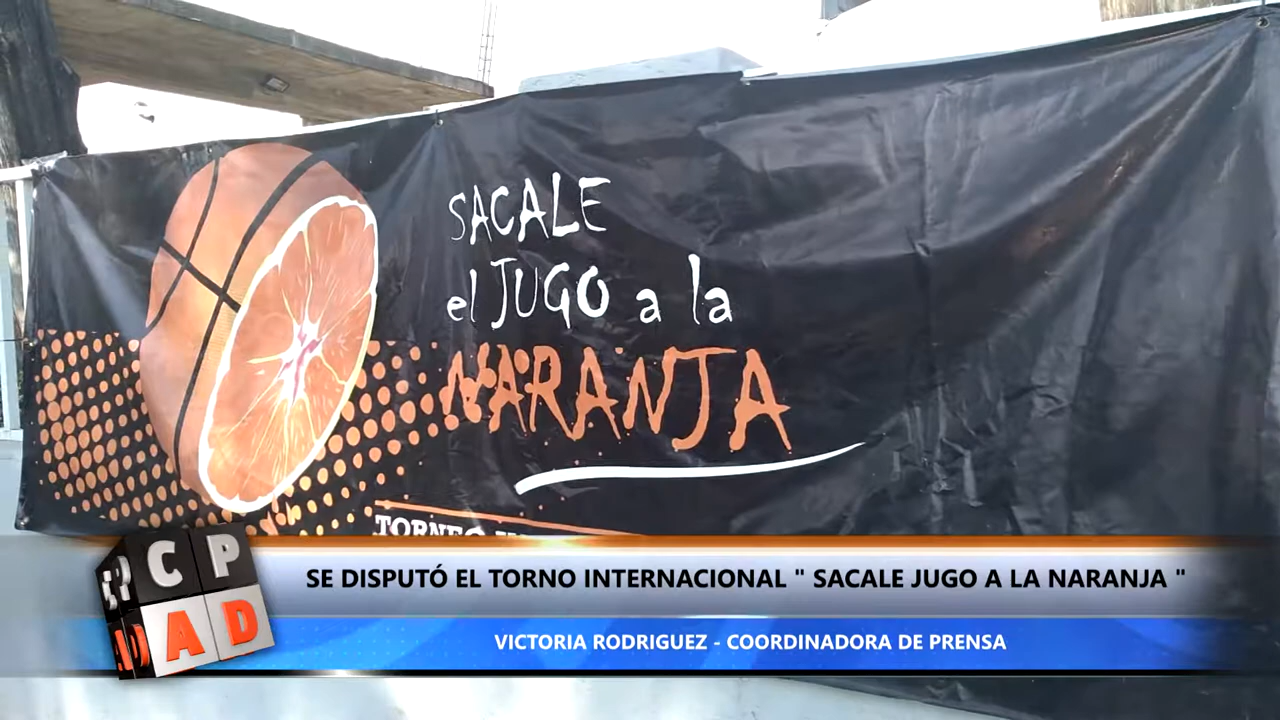 SACALE
el JUGO a la
NARANJA
TORNEO
CP
AD
SE DISPUTÓ EL TORNO INTERNACIONAL " SACALE JUGO A LA NARANJA "
VICTORIA RODRIGUEZ - COORDINADORA DE PRENSA